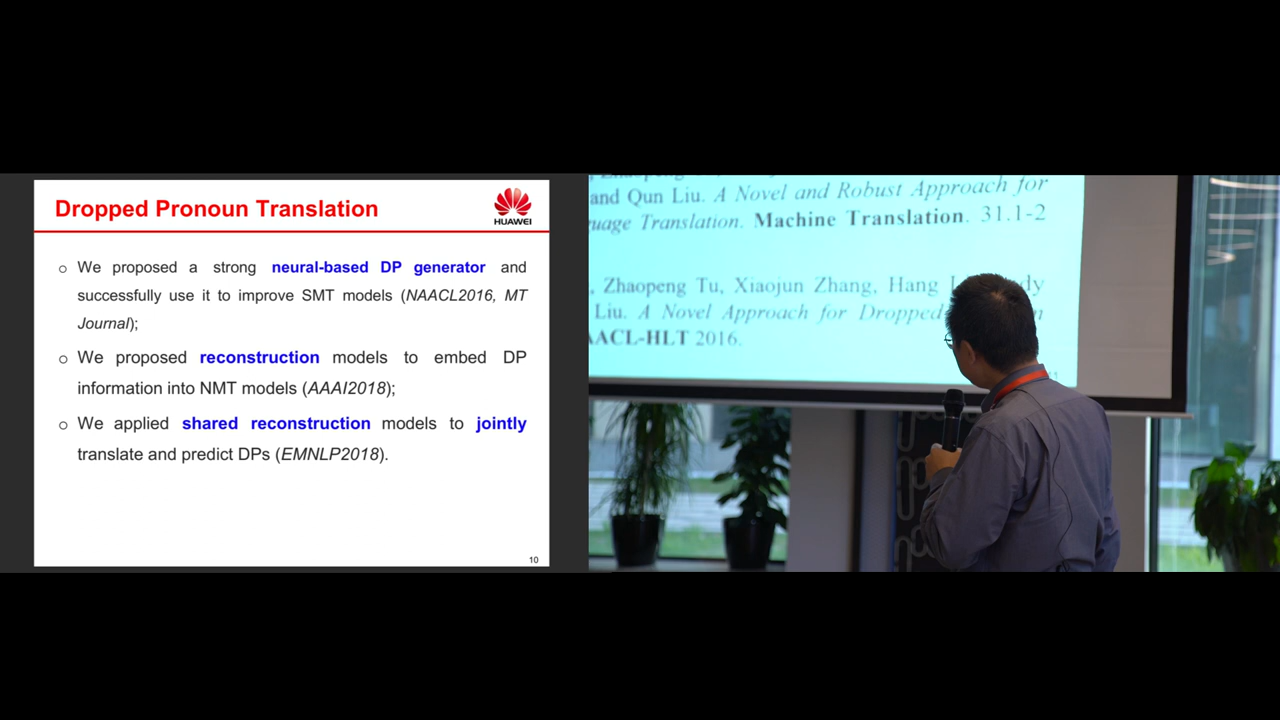 Dropped Pronoun Translation
HUAWEI
○ We proposed a strong neural-based DP generator and
successfully use it to improve SMT models (NAACL2016, MT
Journal);
○ We proposed reconstruction models to embed DP
information into NMT models (AAAI2018);
○ We applied shared reconstruction models to jointly
translate and predict DPs (EMNLP2018).
10
and Qun Liu. A Novel and Robust Approach for
Language Translation. Machine Translation. 31.1-2
Zhaopeng Tu, Xiaojun Zhang, Hang
Liu. A Novel Approach for Dropped
NAACL-HLT 2016.